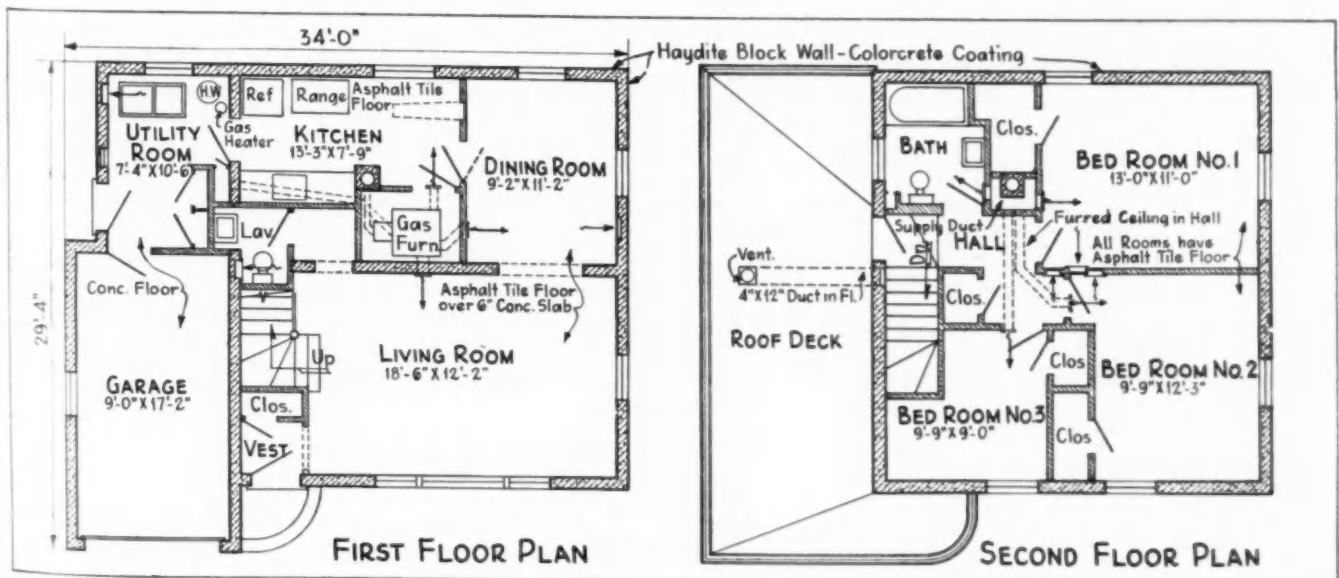 34'-0"
Haydite Block Wall-Colorcrete Coating
29'-4"
H.W
Ref
Range
Asphalt Tile
Floor
Gas
Heater
UTILITY
ROOM
7'-4"X10'-6"
KITCHEN
13'-3"X7'-9"
DINING ROOM
9'-2"X11'-2"
Lav.
Gas
Furn.
Conc. Floor
Asphalt Tile Floor
over 6" Conc. Slab
Up
LIVING ROOM
18'-6"X12'-2"
GARAGE
9'-0"X17'-2"
Clos.
VEST
FIRST FLOOR PLAN
BATH
Clos.
BED ROOM NO.1
13'-0"X11'-0"
Supply Duct
HALL
Furred Ceiling in Hall
All Rooms have
Asphalt Tile Floor
Dn.
Vent.
4"X12" Duct in Fl.
Clos.
ROOF DECK
Clos
BED ROOM NO.2
9'-9"X12'-3"
BED ROOM NO.3
9'-9"X9'-0"
Clos
SECOND FLOOR PLAN